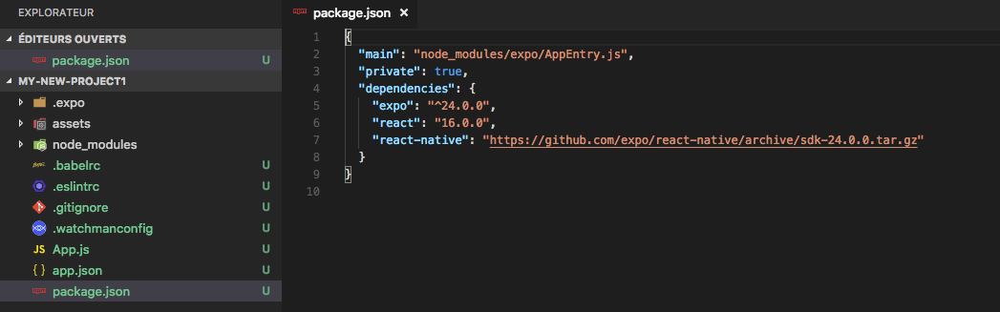 EXPLORATEUR
ÉDITEURS OUVERTS
package.json U
MY-NEW-PROJECT1
.expo
assets
node_modules
.babelrc U
.eslintrc U
.gitignore U
.watchmanconfig U
JS App.js U
{ } app.json U
package.json U
package.json ×
1 {
2 "main": "node_modules/expo/AppEntry.js",
3 "private": true,
4 "dependencies": {
5 "expo": "^24.0.0",
6 "react": "16.0.0",
7 "react-native": "https://github.com/expo/react-native/archive/sdk-24.0.0.tar.gz"
8 }
9 }
10